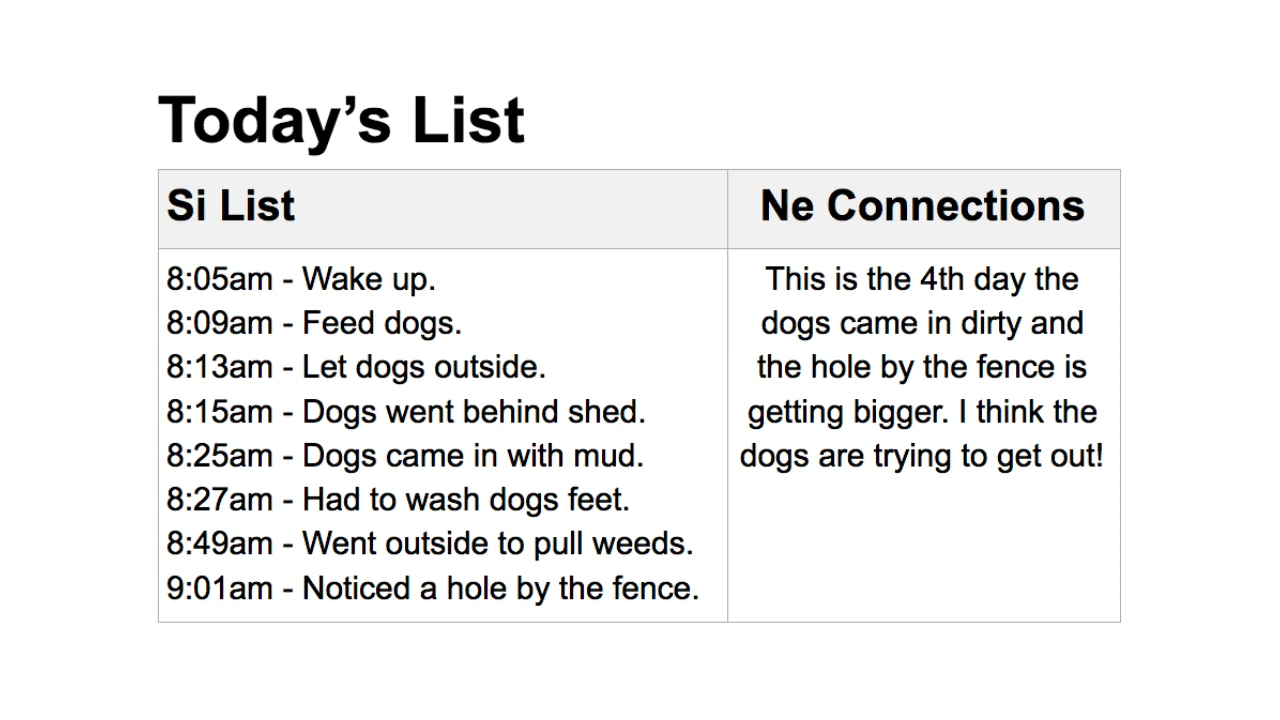 Today’s List
Si List
Ne Connections
8:05am - Wake up.
8:09am - Feed dogs.
8:13am - Let dogs outside.
8:15am - Dogs went behind shed.
8:25am - Dogs came in with mud.
8:27am - Had to wash dogs feet.
8:49am - Went outside to pull weeds.
9:01am - Noticed a hole by the fence.
This is the 4th day the
dogs came in dirty and
the hole by the fence is
getting bigger. I think the
dogs are trying to get out!